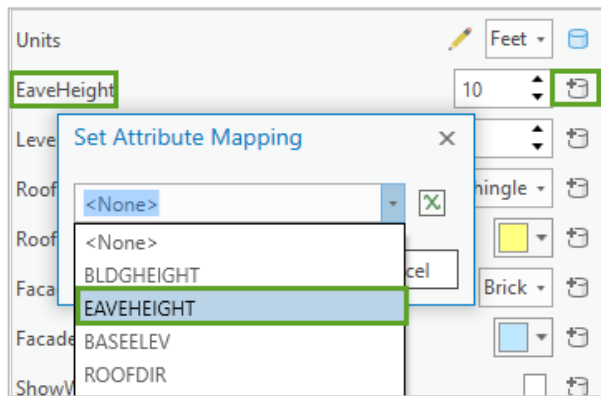 Units Feet
EaveHeight 10
Leve Set Attribute Mapping
Roof <None> hingle
<None>
Roof BLDGHEIGHT cel
Faca EAVEHEIGHT Brick
Facade BASEELEV
ROOFDIR
ShowV